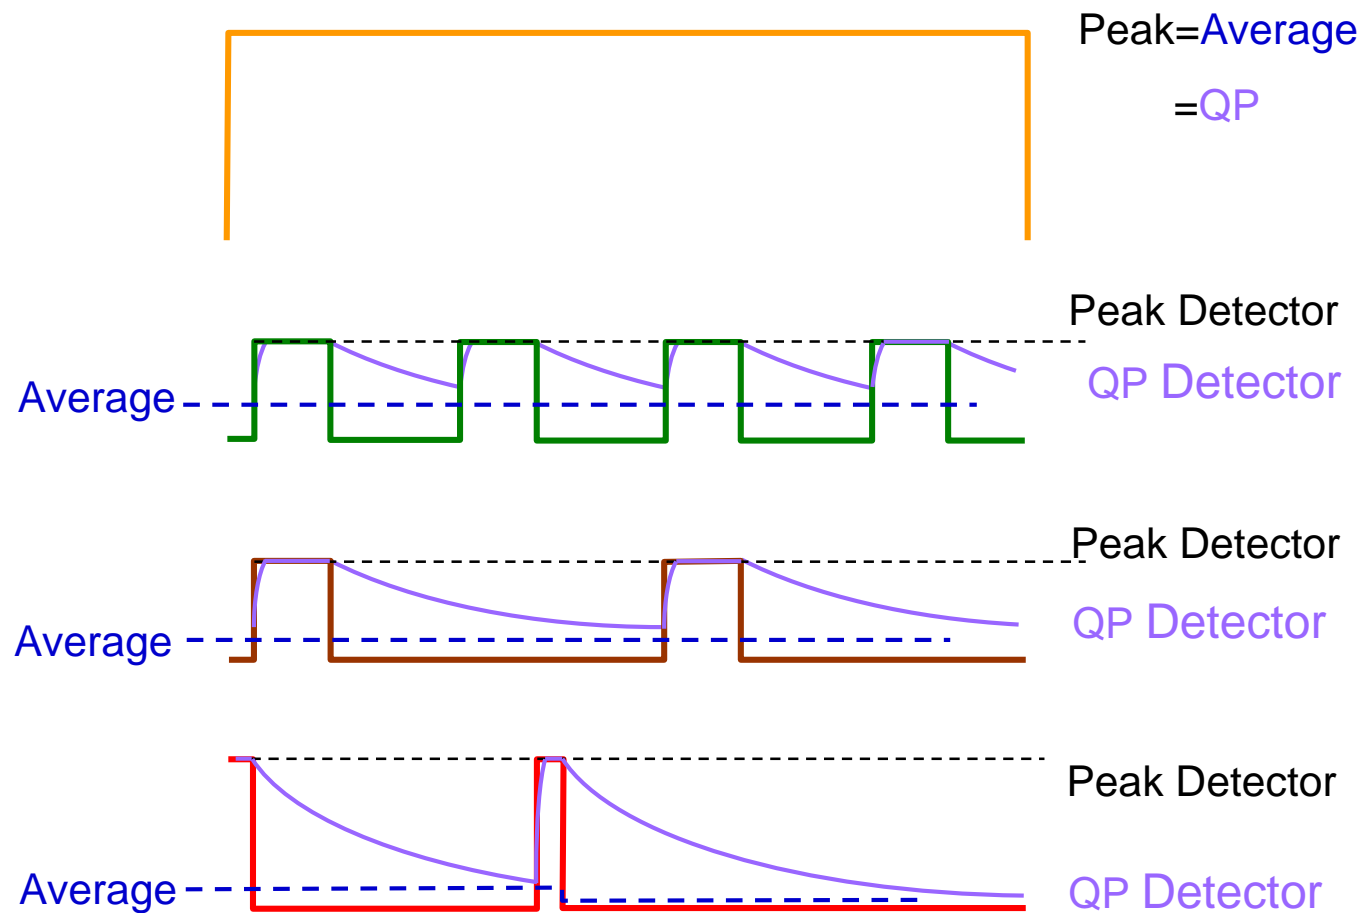 Peak=Average
=QP
Peak Detector
QP Detector
Average
Peak Detector
QP Detector
Average
Peak Detector
QP Detector
Average